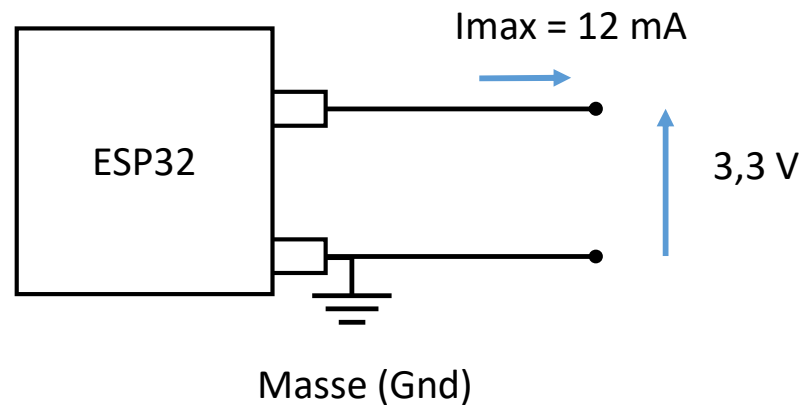 Imax = 12 mA
ESP32
3,3 V
Masse (Gnd)